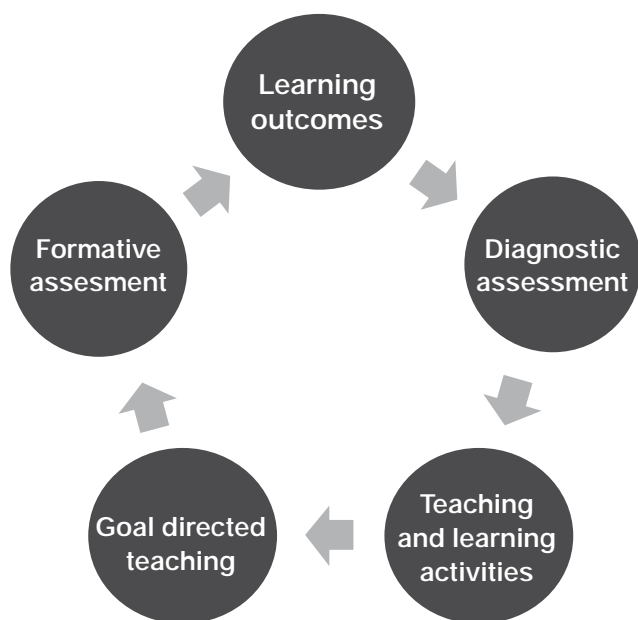 Learning
outcomes
Diagnostic
assessment
Teaching
and learning
activities
Goal directed
teaching
Formative
assesment